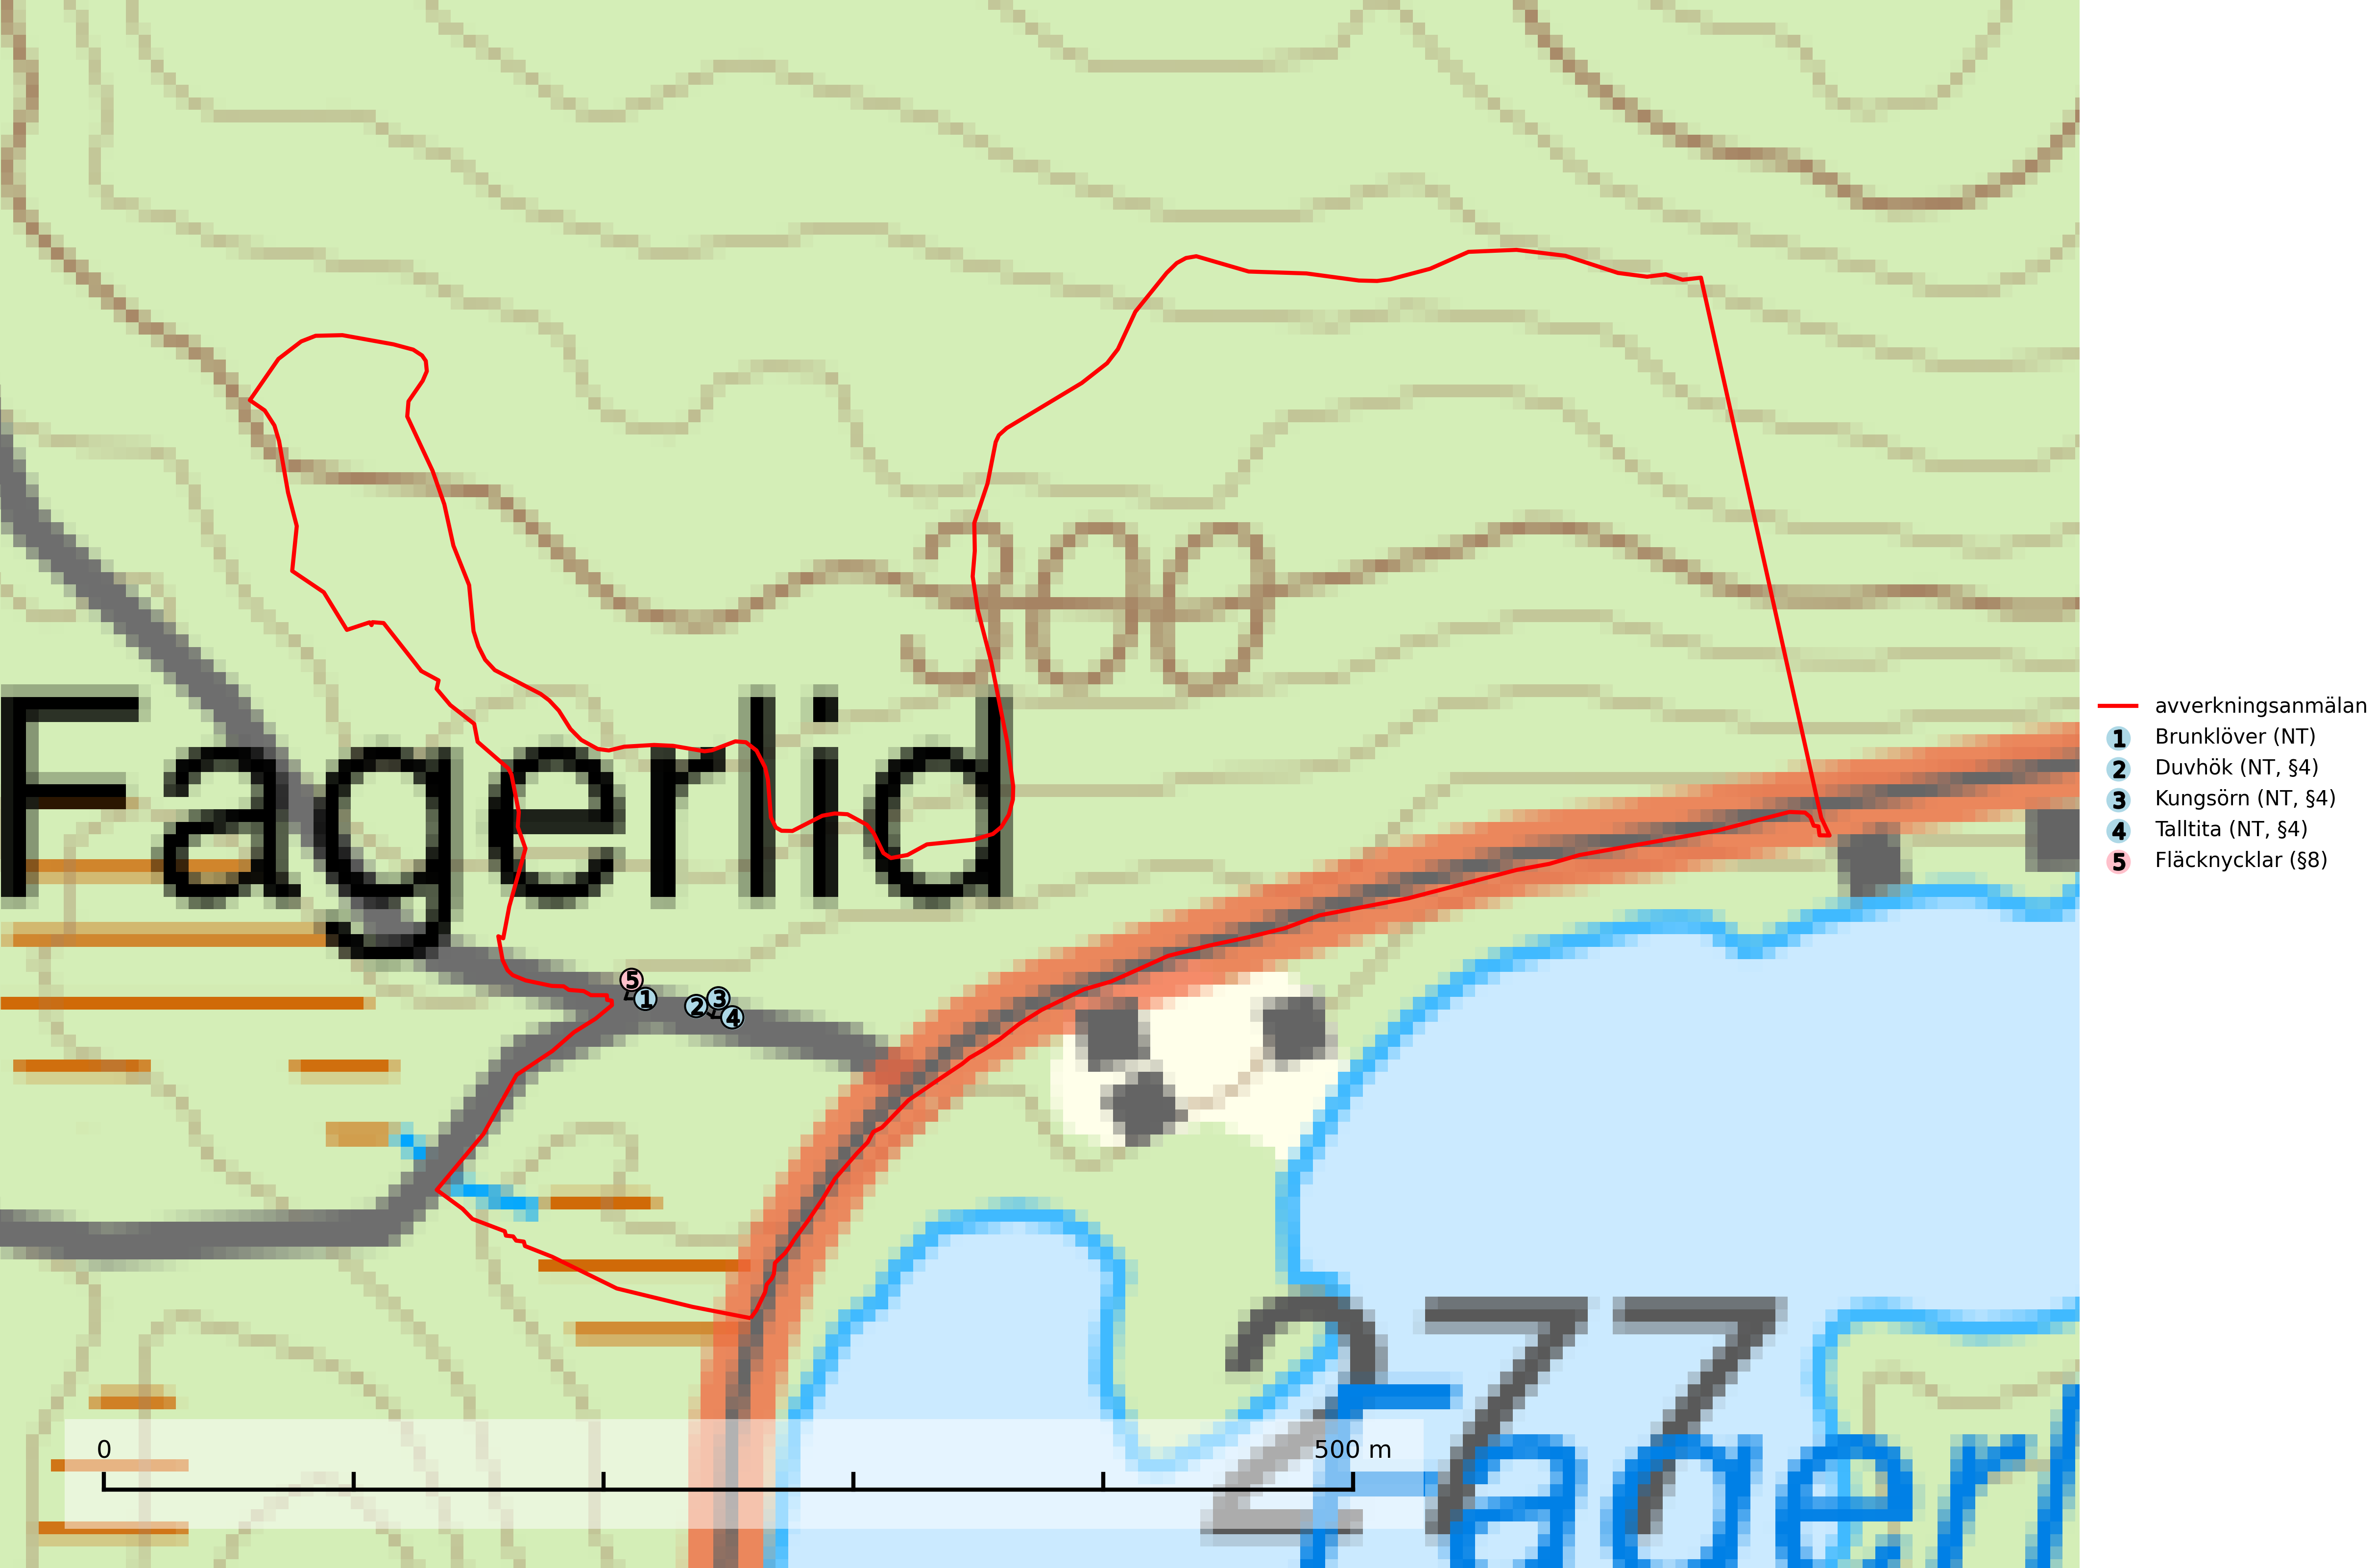 300
Fagerlid
5
1
2
3
4
277
Fagerl
0
500 m
avverkningsanmälan
1 Brunklöver (NT)
2 Duvhök (NT, §4)
3 Kungsörn (NT, §4)
4 Talltita (NT, §4)
5 Fläcknycklar (§8)